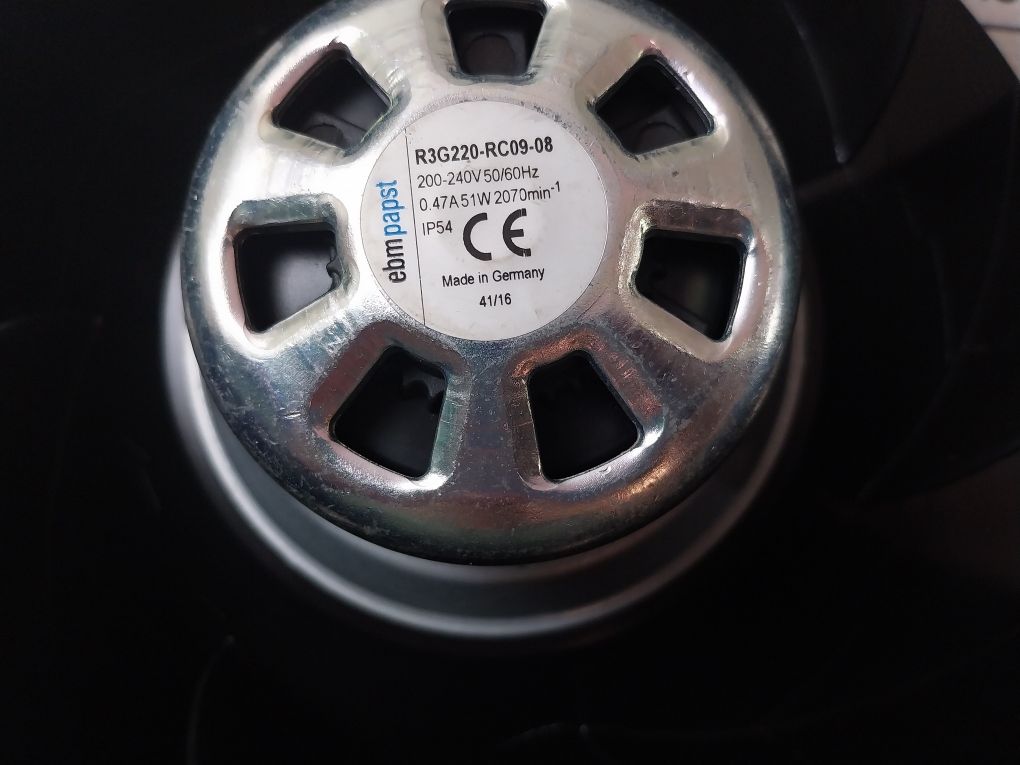 ebmpapst
R3G220-RC09-08
200-240V 50/60Hz
0.47A 51W 2070min-1
IP54 CE
Made in Germany
41/16